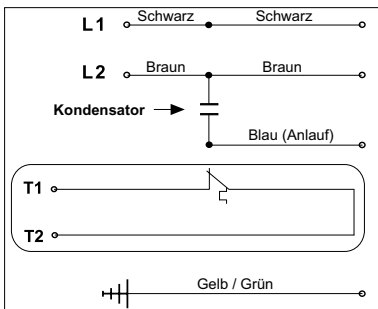 L1 Schwarz Schwarz
L2 Braun Braun
Kondensator
Blau (Anlauf)
T1
T2
Gelb / Grün